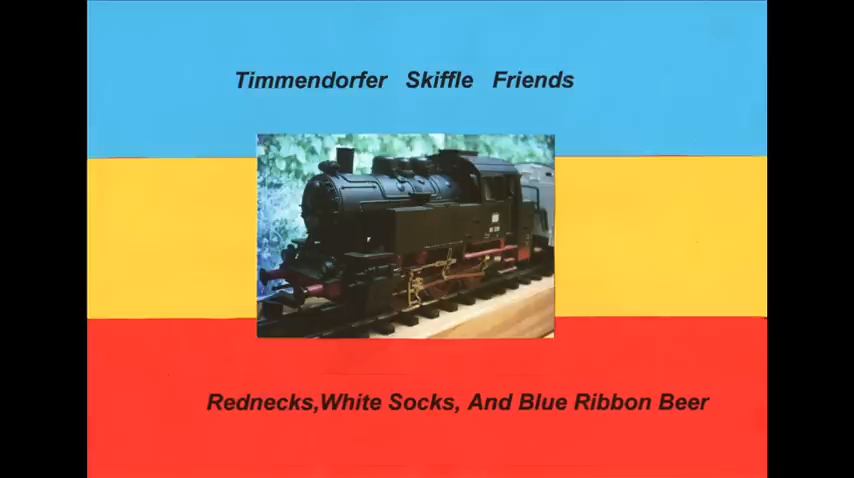 Timmendorfer Skiffle Friends
Rednecks,White Socks, And Blue Ribbon Beer